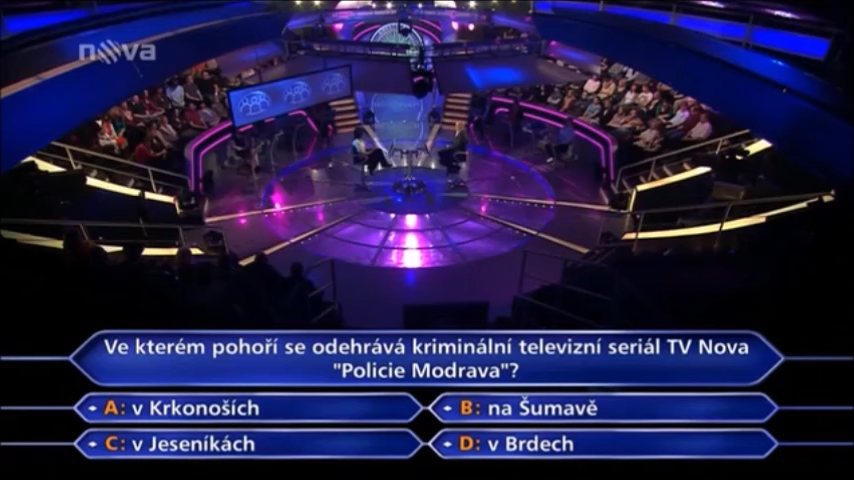 nova
Ve kterém pohoří se odehrává kriminální televizní seriál TV Nova
"Policie Modrava"?
A: v Krkonoších
B: na Šumavě
C: v Jeseníkách
D: v Brdech